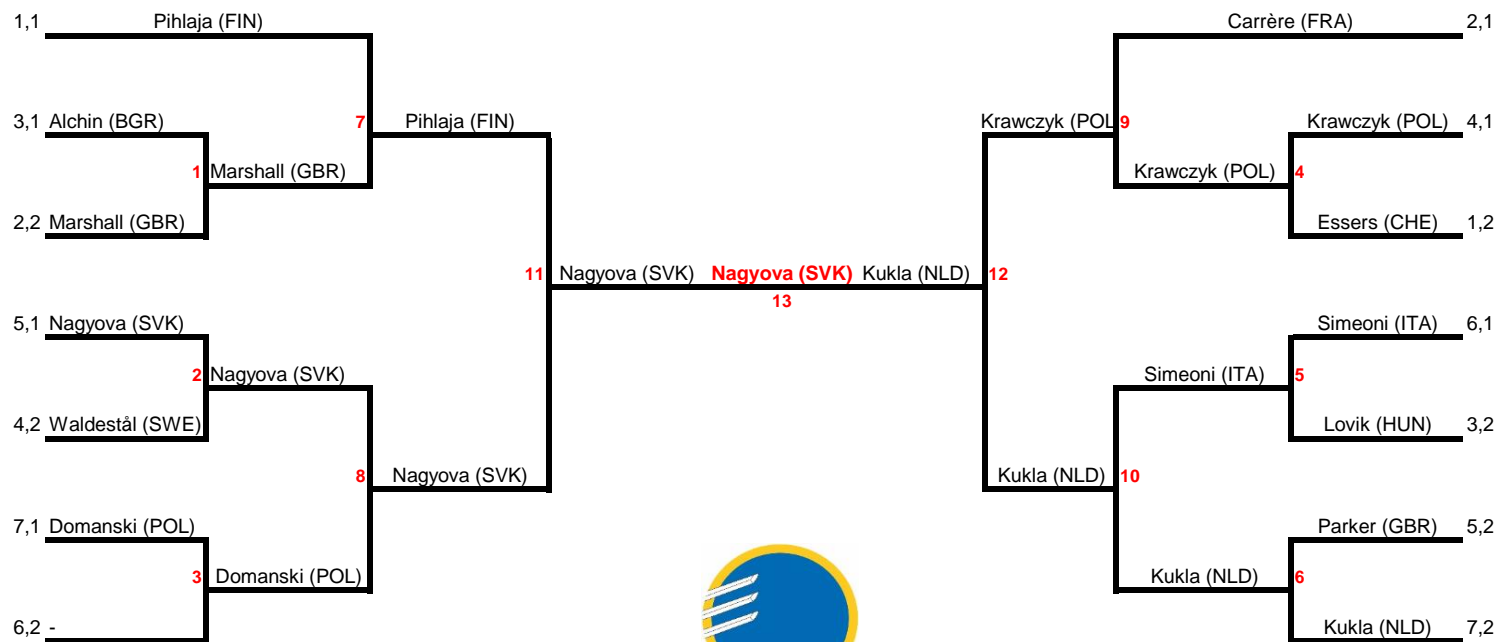 1,1 Pihlaja (FIN) Carrère (FRA) 2,1
3,1 Alchin (BGR) 7 Pihlaja (FIN) Krawczyk (POL 9 Krawczyk (POL) 4,1
1 Marshall (GBR) Krawczyk (POL) 4
2,2 Marshall (GBR) Essers (CHE) 1,2
11 Nagyova (SVK) Nagyova (SVK) Kukla (NLD) 12
13
5,1 Nagyova (SVK) Simeoni (ITA) 6,1
2 Nagyova (SVK) Simeoni (ITA) 5
4,2 Waldestål (SWE) Lovik (HUN) 3,2
8 Nagyova (SVK) Kukla (NLD) 10
7,1 Domanski (POL) Parker (GBR) 5,2
3 Domanski (POL) Kukla (NLD) 6
6,2 - Kukla (NLD) 7,2